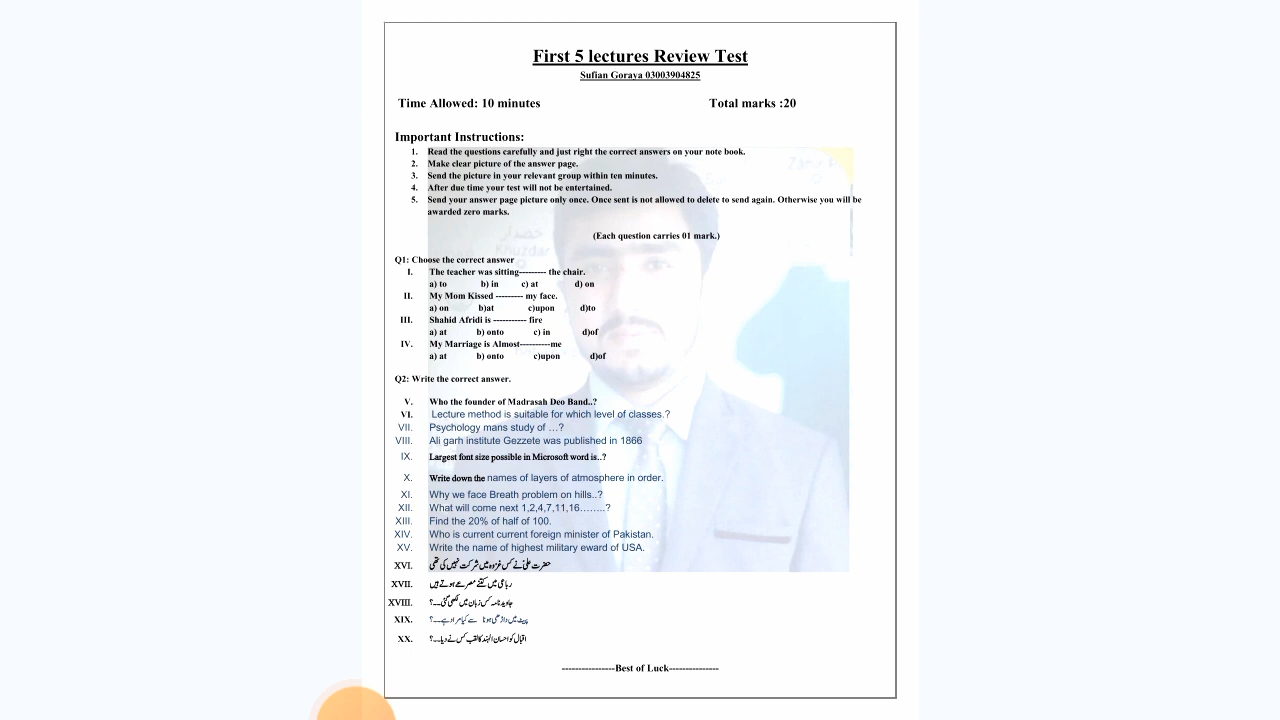 First 5 lectures Review Test
Sufian Goraya 03003904825
Time Allowed: 10 minutes Total marks :20
Important Instructions:
1. Read the questions carefully and just right the correct answers on your note book.
2. Make clear picture of the answer page.
3. Send the picture in your relevant group within ten minutes.
4. After due time your test will not be entertained.
5. Send your answer page picture only once. Once sent is not allowed to delete to send again. Otherwise you will be
awarded zero marks.
(Each question carries 01 mark.)
Q1: Choose the correct answer
I. The teacher was sitting--------- the chair.
a) to b) in c) at d) on
II. My Mom Kissed --------- my face.
a) on b)at c)upon d)to
III. Shahid Afridi is ----------- fire
a) at b) onto c) in d)of
IV. My Marriage is Almost----------me
a) at b) onto c)upon d)of
Q2: Write the correct answer.
V. Who the founder of Madrasah Deo Band..?
VI. Lecture method is suitable for which level of classes.?
VII. Psychology mans study of …?
VIII. Ali garh institute Gezzete was published in 1866
IX. Largest font size possible in Microsoft word is..?
X. Write down the names of layers of atmosphere in order.
XI. Why we face Breath problem on hills..?
XII. What will come next 1,2,4,7,11,16……..?
XIII. Find the 20% of half of 100.
XIV. Who is current current foreign minister of Pakistan.
XV. Write the name of highest military eward of USA.
XVI. حضرت علیؓ نے کس غزوہ میں شرکت نہیں کی تھی
XVII. رباعی میں کتنے مصرعے ہوتے ہیں
XVIII. جاوید نامہ کس زبان میں لکھی گئی۔۔۔؟
XIX. پیٹ میں داڑھی ہونا سے کیا مراد ہے۔۔۔؟
XX. اقبال کو احسان الہند کا لقب کس نے دیا۔۔۔؟
----------------Best of Luck---------------
خضدار
Khuzdar